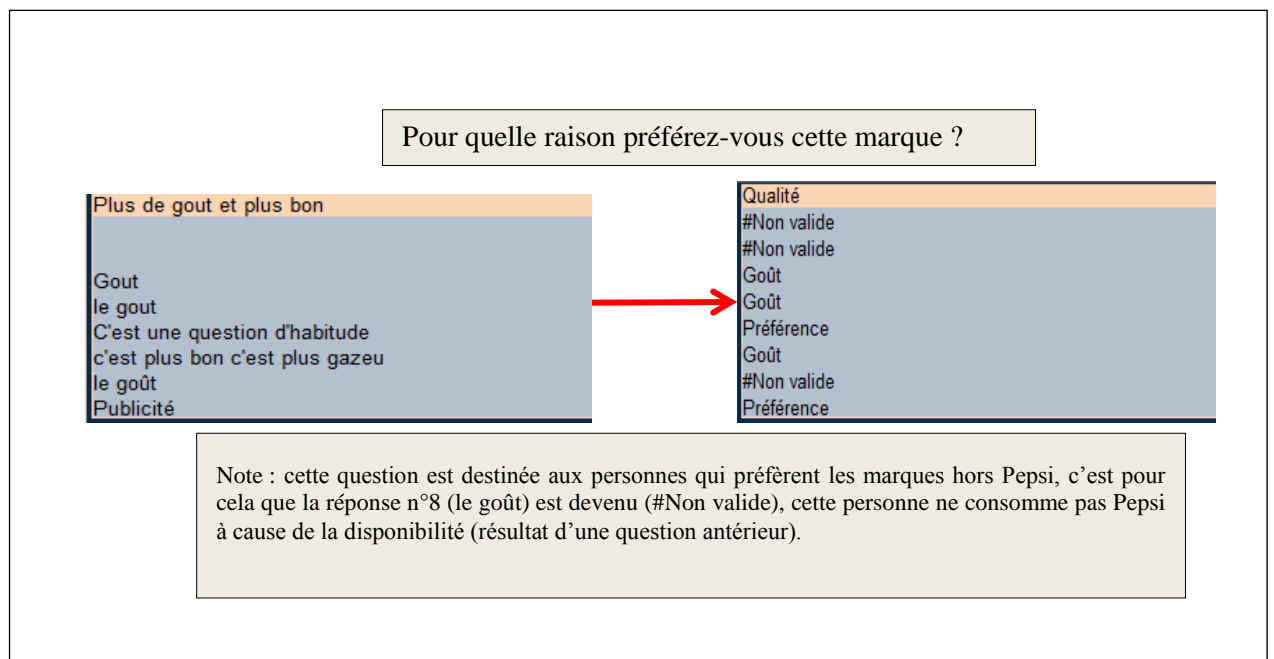 Pour quelle raison préférez-vous cette marque ?
Plus de gout et plus bon
Gout
le gout
C'est une question d'habitude
c'est plus bon c'est plus gazeu
le goût
Publicité
Qualité
#Non valide
#Non valide
Goût
Goût
Préférence
Goût
#Non valide
Préférence
Note : cette question est destinée aux personnes qui préfèrent les marques hors Pepsi, c’est pour
cela que la réponse n°8 (le goût) est devenu (#Non valide), cette personne ne consomme pas Pepsi
à cause de la disponibilité (résultat d’une question antérieur).